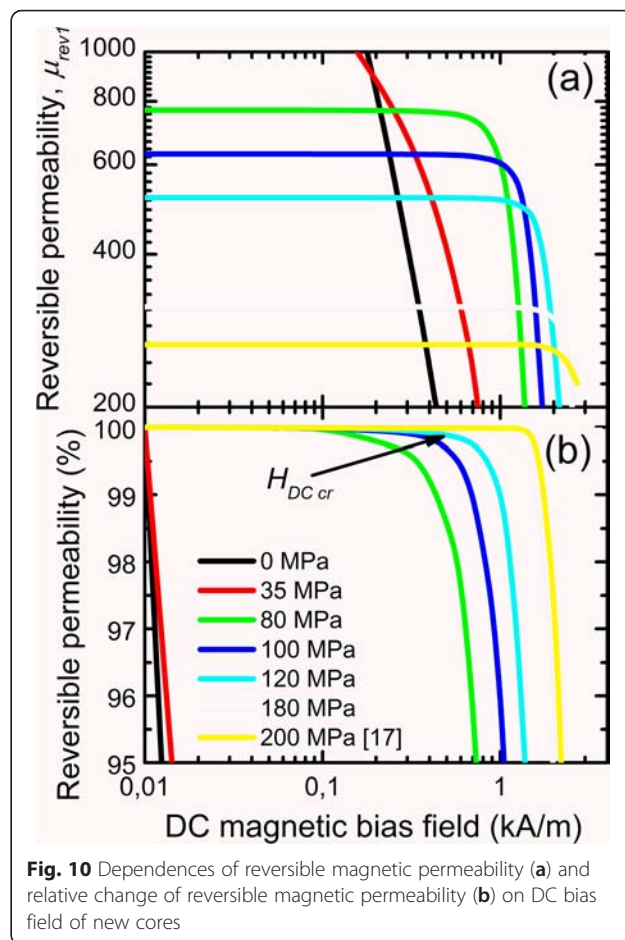 1000
800
600
400
200
Reversible permeability, μrev1
(a)
100
99
98
97
96
95
Reversible permeability (%)
(b)
HDC cr
0 MPa
35 MPa
80 MPa
100 MPa
120 MPa
180 MPa
200 MPa [17]
0,01 0,1 1
DC magnetic bias field (kA/m)
Fig. 10 Dependences of reversible magnetic permeability (a) and
relative change of reversible magnetic permeability (b) on DC bias
field of new cores